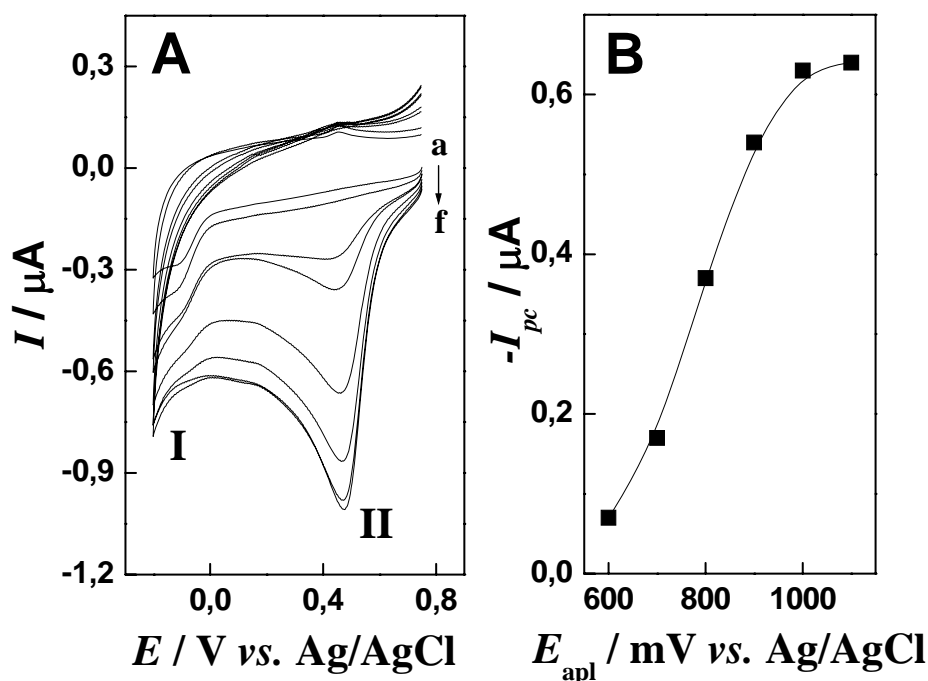 A
0,3
0,0
-0,3
-0,6
-0,9
-1,2
I / µA
a
f
I
II
0,0 0,4 0,8
E / V vs. Ag/AgCl
B
0,6
0,4
0,2
0,0
-Ipc / µA
600 800 1000
Eapl / mV vs. Ag/AgCl